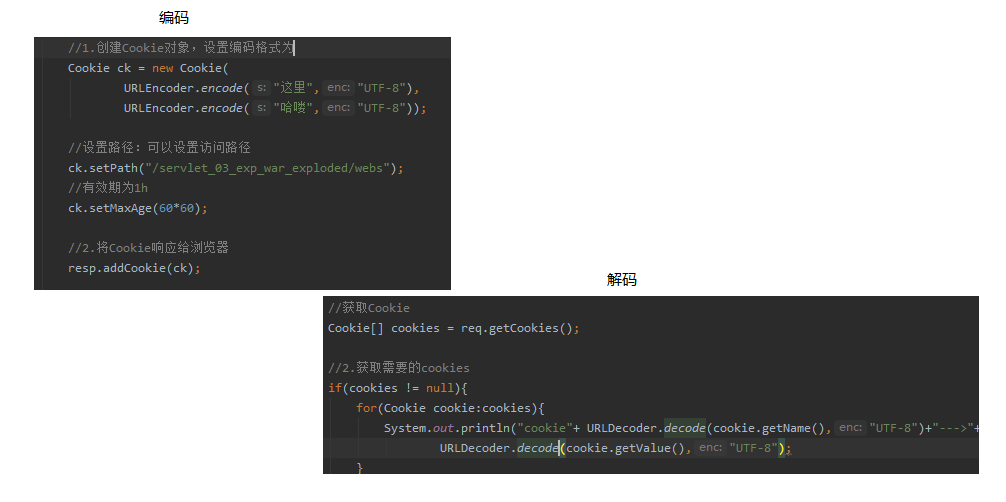 编码
//1.创建Cookie对象，设置编码格式为
Cookie ck = new Cookie(
URLEncoder.encode( s: "这里", enc: "UTF-8"),
URLEncoder.encode( s: "哈喽", enc: "UTF-8"));
//设置路径：可以设置访问路径
ck.setPath("/servlet_03_exp_war_exploded/webs");
//有效期为1h
ck.setMaxAge(60*60);
//2.将Cookie响应给浏览器
resp.addCookie(ck);
解码
//获取Cookie
Cookie[] cookies = req.getCookies();
//2.获取需要的cookies
if(cookies != null){
for(Cookie cookie:cookies){
System.out.println("cookie"+ URLDecoder.decode(cookie.getName(), enc: "UTF-8")+"--->"+
URLDecoder.decode(cookie.getValue(), enc: "UTF-8");
}